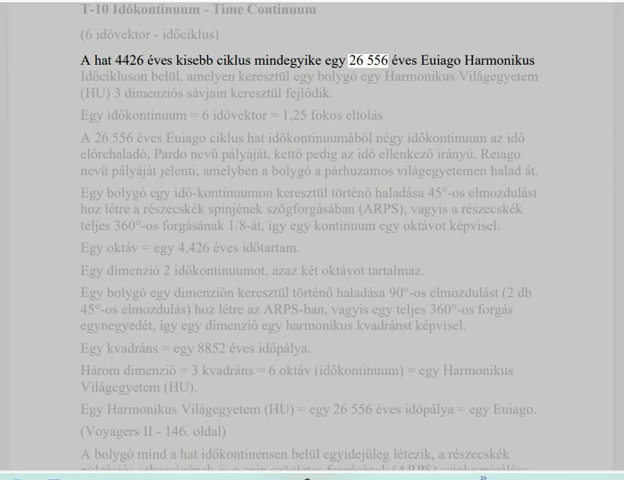 T-10 Időkontinuum - Time Continuum
(6 idővektor - időciklus)
A hat 4426 éves kisebb ciklus mindegyike egy 26 556 éves Euiago Harmonikus
Időcikluson belül, amelyen keresztül egy bolygó egy Harmonikus Világegyetem
(HU) 3 dimenziós sávjain keresztül fejlődik.
Egy időkontinuum = 6 idővektor = 1,25 fokos eltolás
A 26 556 éves Euiago ciklus hat időkontinuumából négy időkontinuum az idő
előrehaladó, Pardo nevű pályáját, kettő pedig az idő ellenkező irányú, Reiago
nevű pályáját jelenti, amelyben a bolygó a párhuzamos világegyetemen halad át.
Egy bolygó egy idő-kontinuumon keresztül történő haladása 45°-os elmozdulást
hoz létre a részecskék spinjének szögforgásában (ARPS), vagyis a részecskék
teljes 360°-os forgásának 1/8-át, így egy kontinuum egy oktávot képvisel.
Egy oktáv = egy 4,426 éves időtartam.
Egy dimenzió 2 időkontinuumot, azaz két oktávot tartalmaz.
Egy bolygó egy dimenzión keresztül történő haladása 90°-os elmozdulást (2 db
45°-os elmozdulás) hoz létre az ARPS-ban, vagyis egy teljes 360°-os forgás
egynegyedét, így egy dimenzió egy harmonikus kvadránst képvisel.
Egy kvadráns = egy 8852 éves időpálya.
Három dimenzió = 3 kvadráns = 6 oktáv (időkontinuum) = egy Harmonikus
Világegyetem (HU).
Egy Harmonikus Világegyetem (HU) = egy 26 556 éves időpálya = egy Euiago.
(Voyagers II - 146. oldal)
A bolygó mind a hat időkontinensen belül egyidejűleg létezik, a részecskék